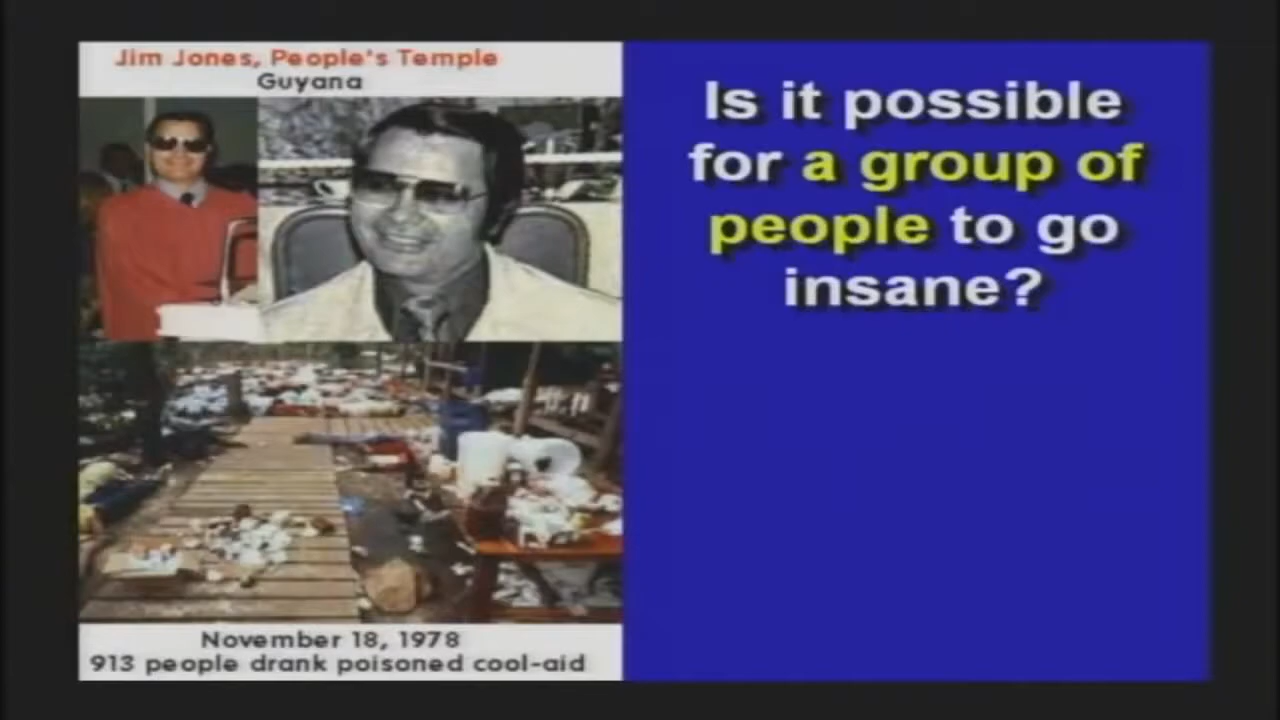 Jim Jones, People's Temple
Guyana
Is it possible
for a group of
people to go
insane?
November 18, 1978
913 people drank poisoned cool-aid